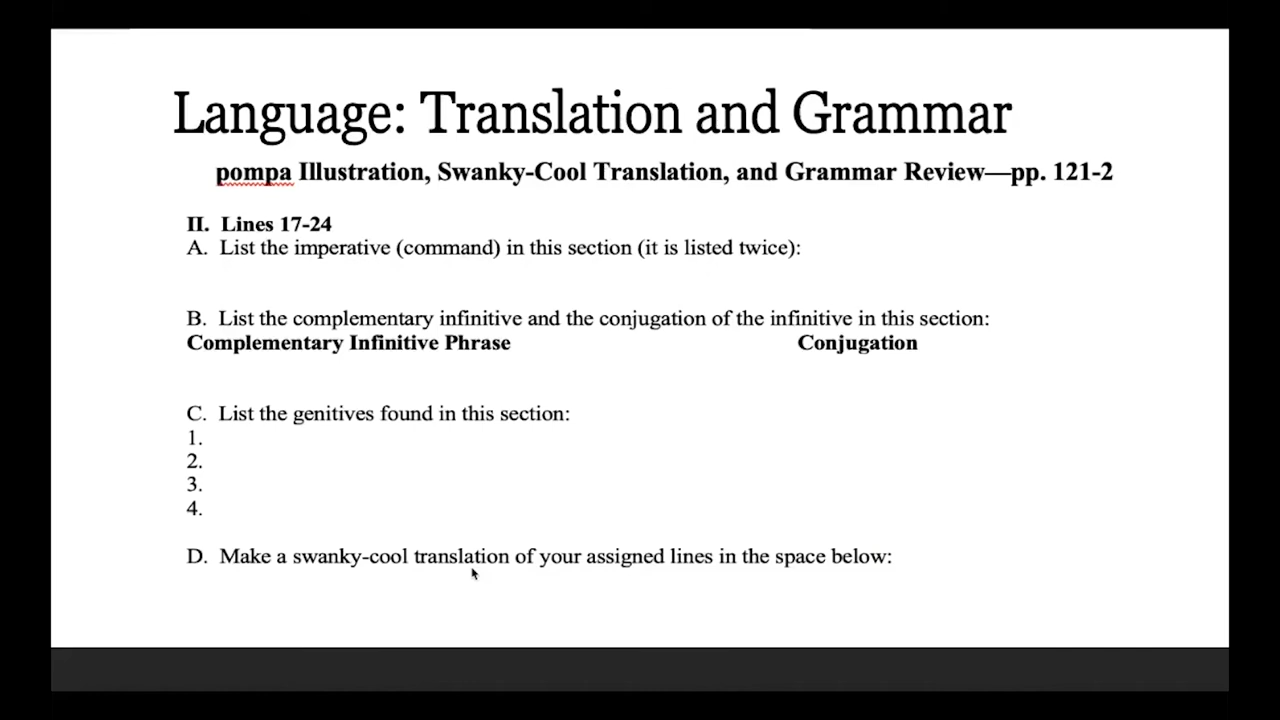 Language: Translation and Grammar
pompa Illustration, Swanky-Cool Translation, and Grammar Review—pp. 121-2
II. Lines 17-24
A. List the imperative (command) in this section (it is listed twice):
B. List the complementary infinitive and the conjugation of the infinitive in this section:
Complementary Infinitive Phrase Conjugation
C. List the genitives found in this section:
1.
2.
3.
4.
D. Make a swanky-cool translation of your assigned lines in the space below: